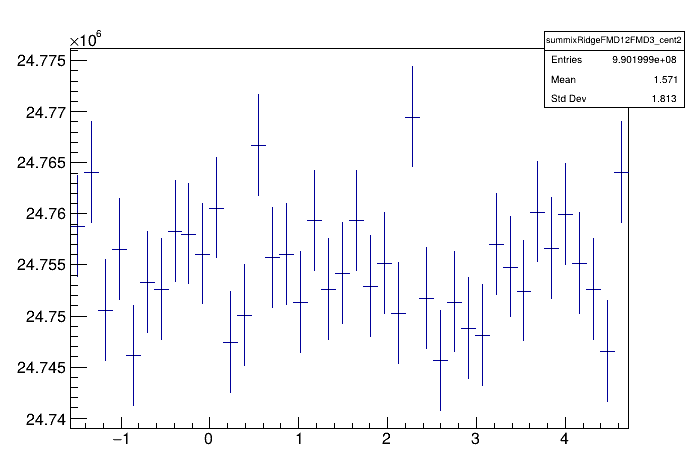 ×10⁶
summixRidgeFMD12FMD3_cent2
Entries 9.901999e+08
Mean 1.571
Std Dev 1.813
24.775
24.77
24.765
24.76
24.755
24.75
24.745
24.74
−1 0 1 2 3 4